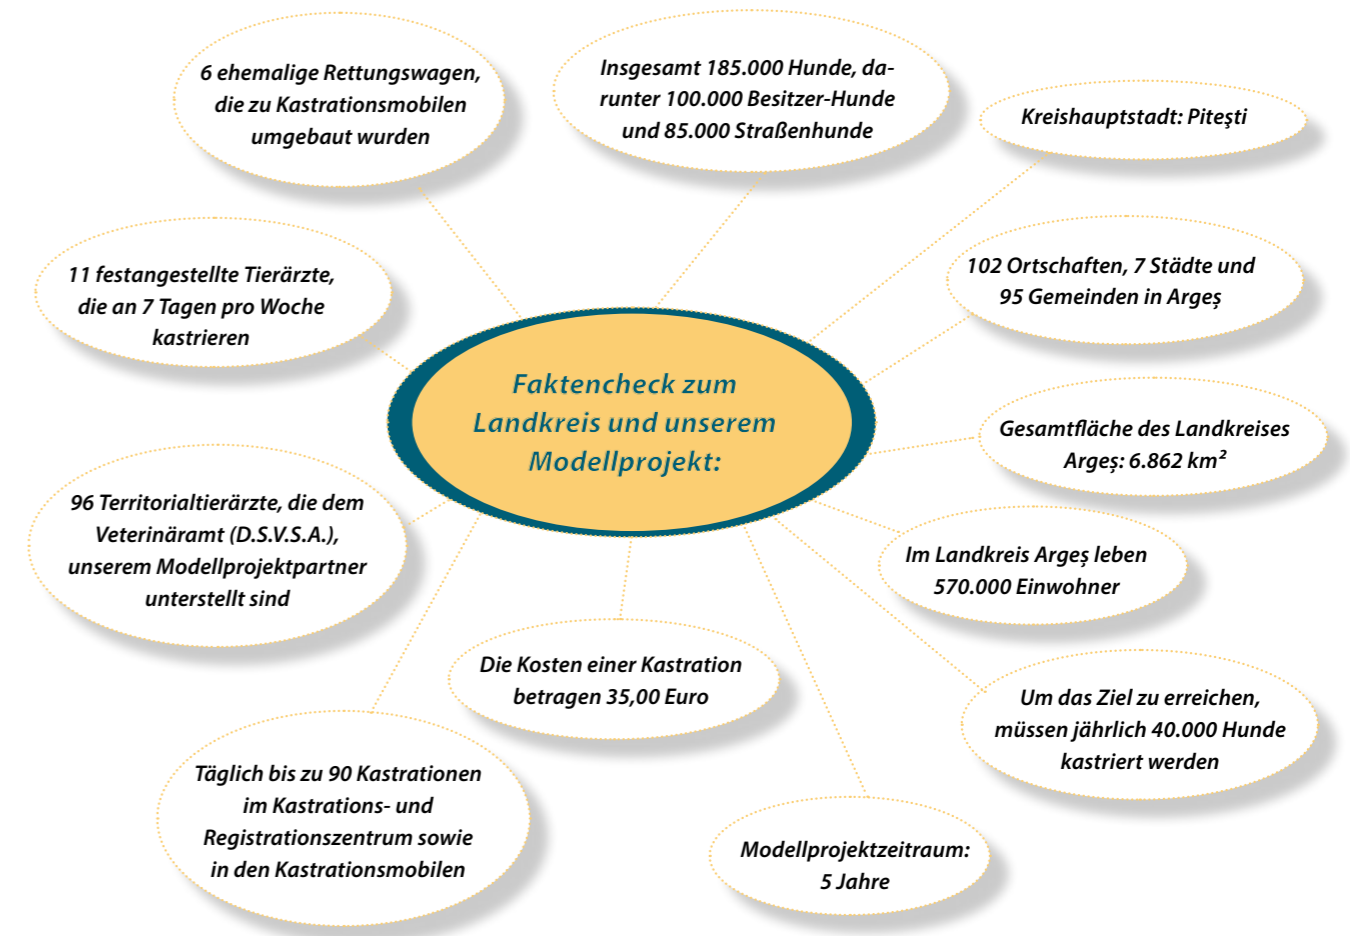 Faktencheck zum
Landkreis und unserem
Modellprojekt:
6 ehemalige Rettungswagen,
die zu Kastrationsmobilen
umgebaut wurden
Insgesamt 185.000 Hunde, da-
runter 100.000 Besitzer-Hunde
und 85.000 Straßenhunde
Kreishauptstadt: Piteşti
11 festangestellte Tierärzte,
die an 7 Tagen pro Woche
kastrieren
102 Ortschaften, 7 Städte und
95 Gemeinden in Argeş
Gesamtfläche des Landkreises
Argeş: 6.862 km²
96 Territorialtierärzte, die dem
Veterinäramt (D.S.V.S.A.),
unserem Modellprojektpartner
unterstellt sind
Im Landkreis Argeş leben
570.000 Einwohner
Die Kosten einer Kastration
betragen 35,00 Euro
Um das Ziel zu erreichen,
müssen jährlich 40.000 Hunde
kastriert werden
Täglich bis zu 90 Kastrationen
im Kastrations- und
Registrationszentrum sowie
in den Kastrationsmobilen
Modellprojektzeitraum:
5 Jahre